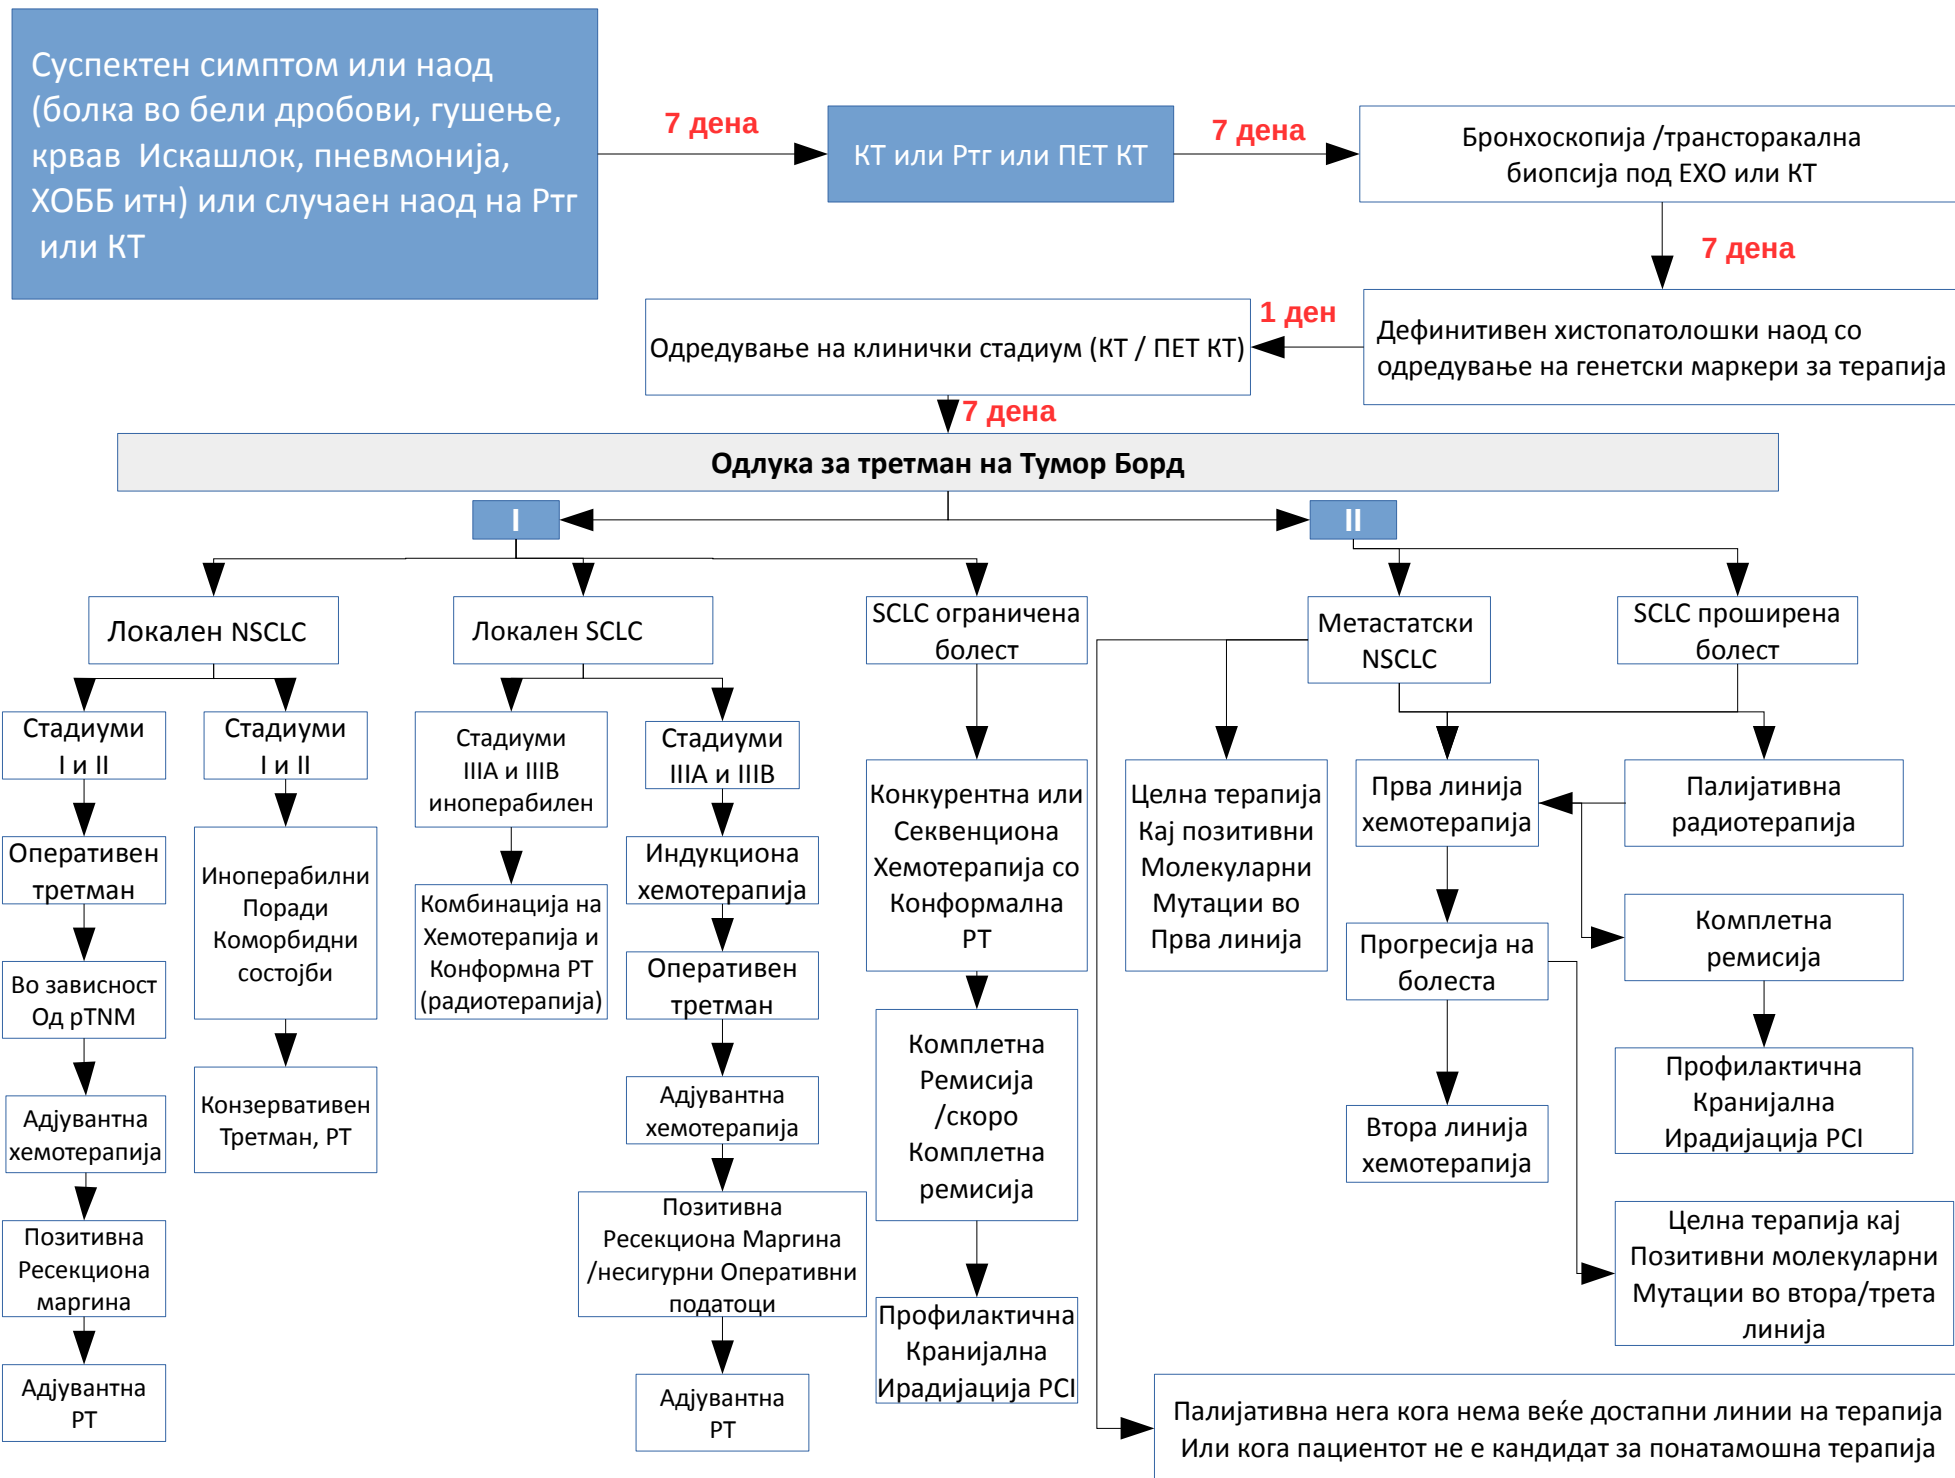 Суспектен симптом или наод
(болка во бели дробови, гушење,
крвав Искашлок, пневмонија,
ХОББ итн) или случаен наод на Ртг
или КТ
7 дена
КТ или Ртг или ПЕТ КТ
7 дена
Бронхоскопија /трансторакална
биопсија под ЕХО или КТ
7 дена
Дефинитивен хистопатолошки наод со
одредување на генетски маркери за терапија
1 ден
Одредување на клинички стадиум (КТ / ПЕТ КТ)
7 дена
Одлука за третман на Тумор Борд
I
II
Локален NSCLC
Локален SCLC
SCLC ограничена
болест
Метастатски
NSCLC
SCLC проширена
болест
Стадиуми
I и II
Оперативен
третман
Во зависност
Од pTNM
Адјувантна
хемотерапија
Позитивна
Ресекциона
маргина
Адјувантна
РТ
Стадиуми
I и II
Иноперабилни
Поради
Коморбидни
состојби
Конзервативен
Третман, РТ
Стадиуми
IIIA и IIIB
иноперабилен
Комбинација на
Хемотерапија и
Конформна РТ
(радиотерапија)
Стадиуми
IIIA и IIIB
Индукциона
хемотерапија
Оперативен
третман
Адјувантна
хемотерапија
Позитивна
Ресекциона Маргина
/несигурни Оперативни
податоци
Адјувантна
РТ
Конкурентна или
Секвенциона
Хемотерапија со
Конформална
РТ
Комплетна
Ремисија
/скоро
Комплетна
ремисија
Профилактична
Кранијална
Ирадијација PCI
Целна терапија
Кај позитивни
Молекуларни
Мутации во
Прва линија
Прва линија
хемотерапија
Прогресија на
болеста
Втора линија
хемотерапија
Палијативна
радиотерапија
Комплетна
ремисија
Профилактична
Кранијална
Ирадијација PCI
Целна терапија кај
Позитивни молекуларни
Мутации во втора/трета
линија
Палијативна нега кога нема веќе достапни линии на терапија
Или кога пациентот не е кандидат за понатамошна терапија